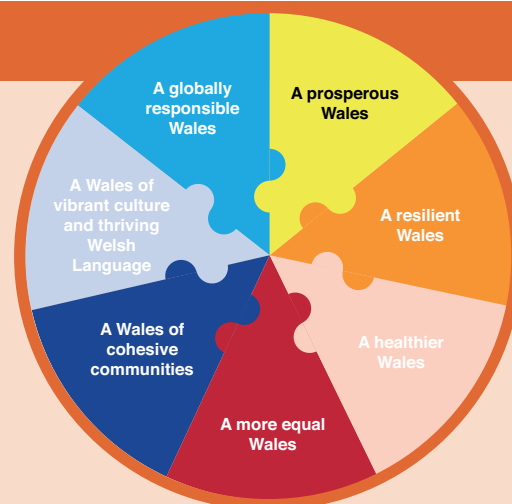 A prosperous
Wales
A resilient
Wales
A healthier
Wales
A more equal
Wales
A Wales of
cohesive
communities
A Wales of
vibrant culture
and thriving
Welsh
Language
A globally
responsible
Wales